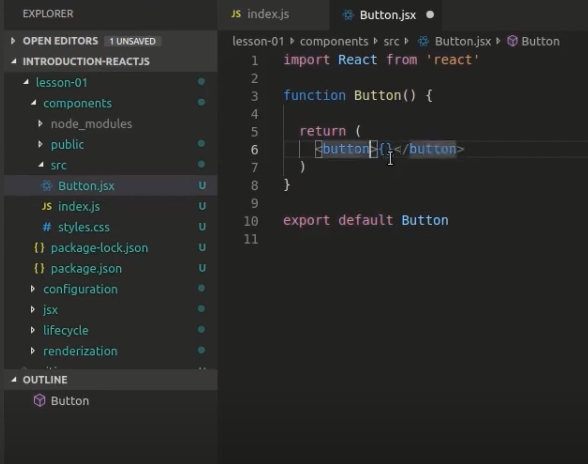 EXPLORER
OPEN EDITORS 1 UNSAVED
INTRODUCTION-REACTJS
lesson-01
components
node_modules
public
src
Button.jsx U
index.js U
styles.css U
package-lock.json U
package.json U
configuration
jsx
lifecycle
renderization
OUTLINE
Button
JS index.js
Button.jsx
lesson-01 components src Button.jsx Button
1 import React from 'react'
2
3 function Button() {
4
5 return (
6 <button>{}</button>
7 )
8 }
9
10 export default Button
11